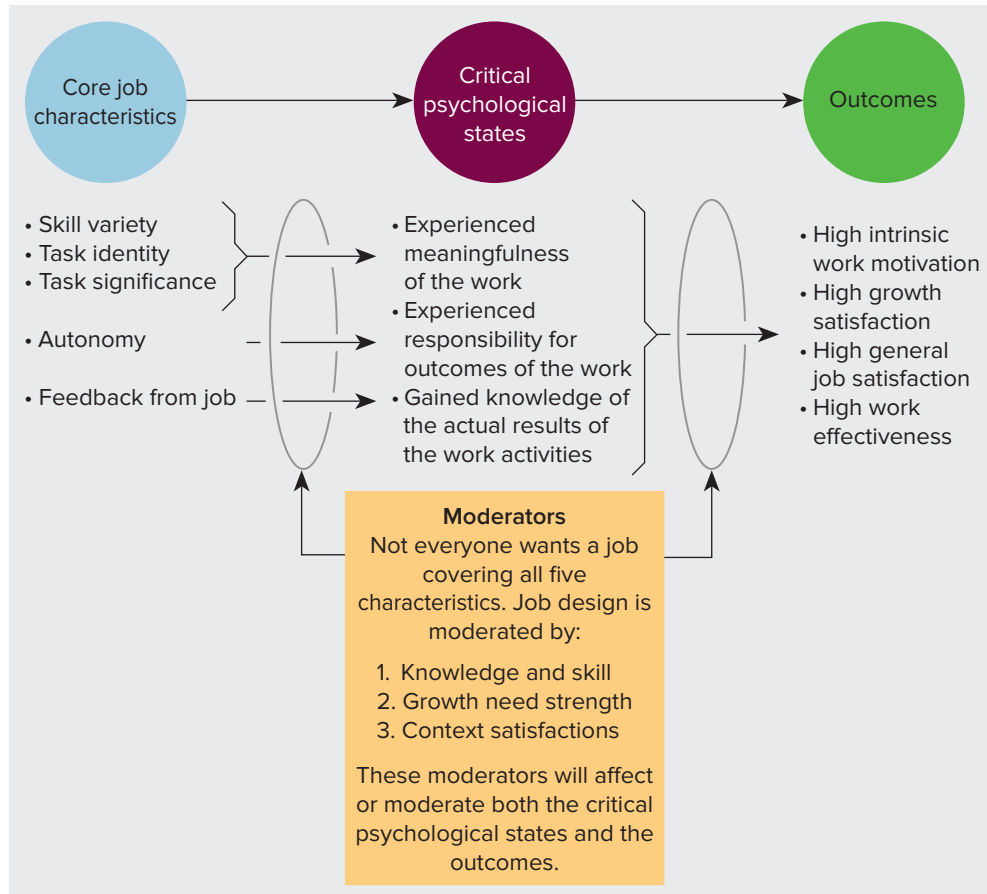 Core job
characteristics
Critical
psychological
states
Outcomes
• Skill variety
• Task identity
• Task significance
• Autonomy
• Feedback from job
• Experienced
meaningfulness
of the work
• Experienced
responsibility for
outcomes of the work
• Gained knowledge of
the actual results of
the work activities
• High intrinsic
work motivation
• High growth
satisfaction
• High general
job satisfaction
• High work
effectiveness
Moderators
Not everyone wants a job
covering all five
characteristics. Job design is
moderated by:
1. Knowledge and skill
2. Growth need strength
3. Context satisfactions
These moderators will affect
or moderate both the critical
psychological states and the
outcomes.